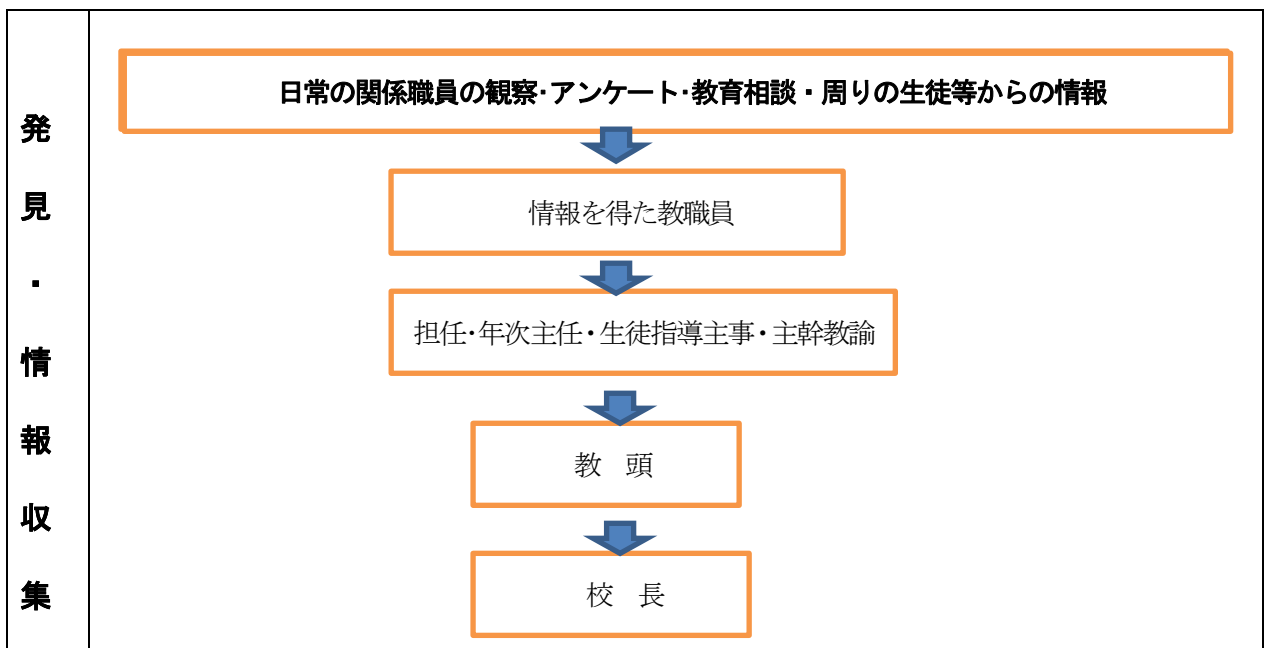 発見・情報収集
日常の関係職員の観察・アンケート・教育相談・周りの生徒等からの情報
情報を得た教職員
担任・年次主任・生徒指導主事・主幹教諭
教　頭
校　長